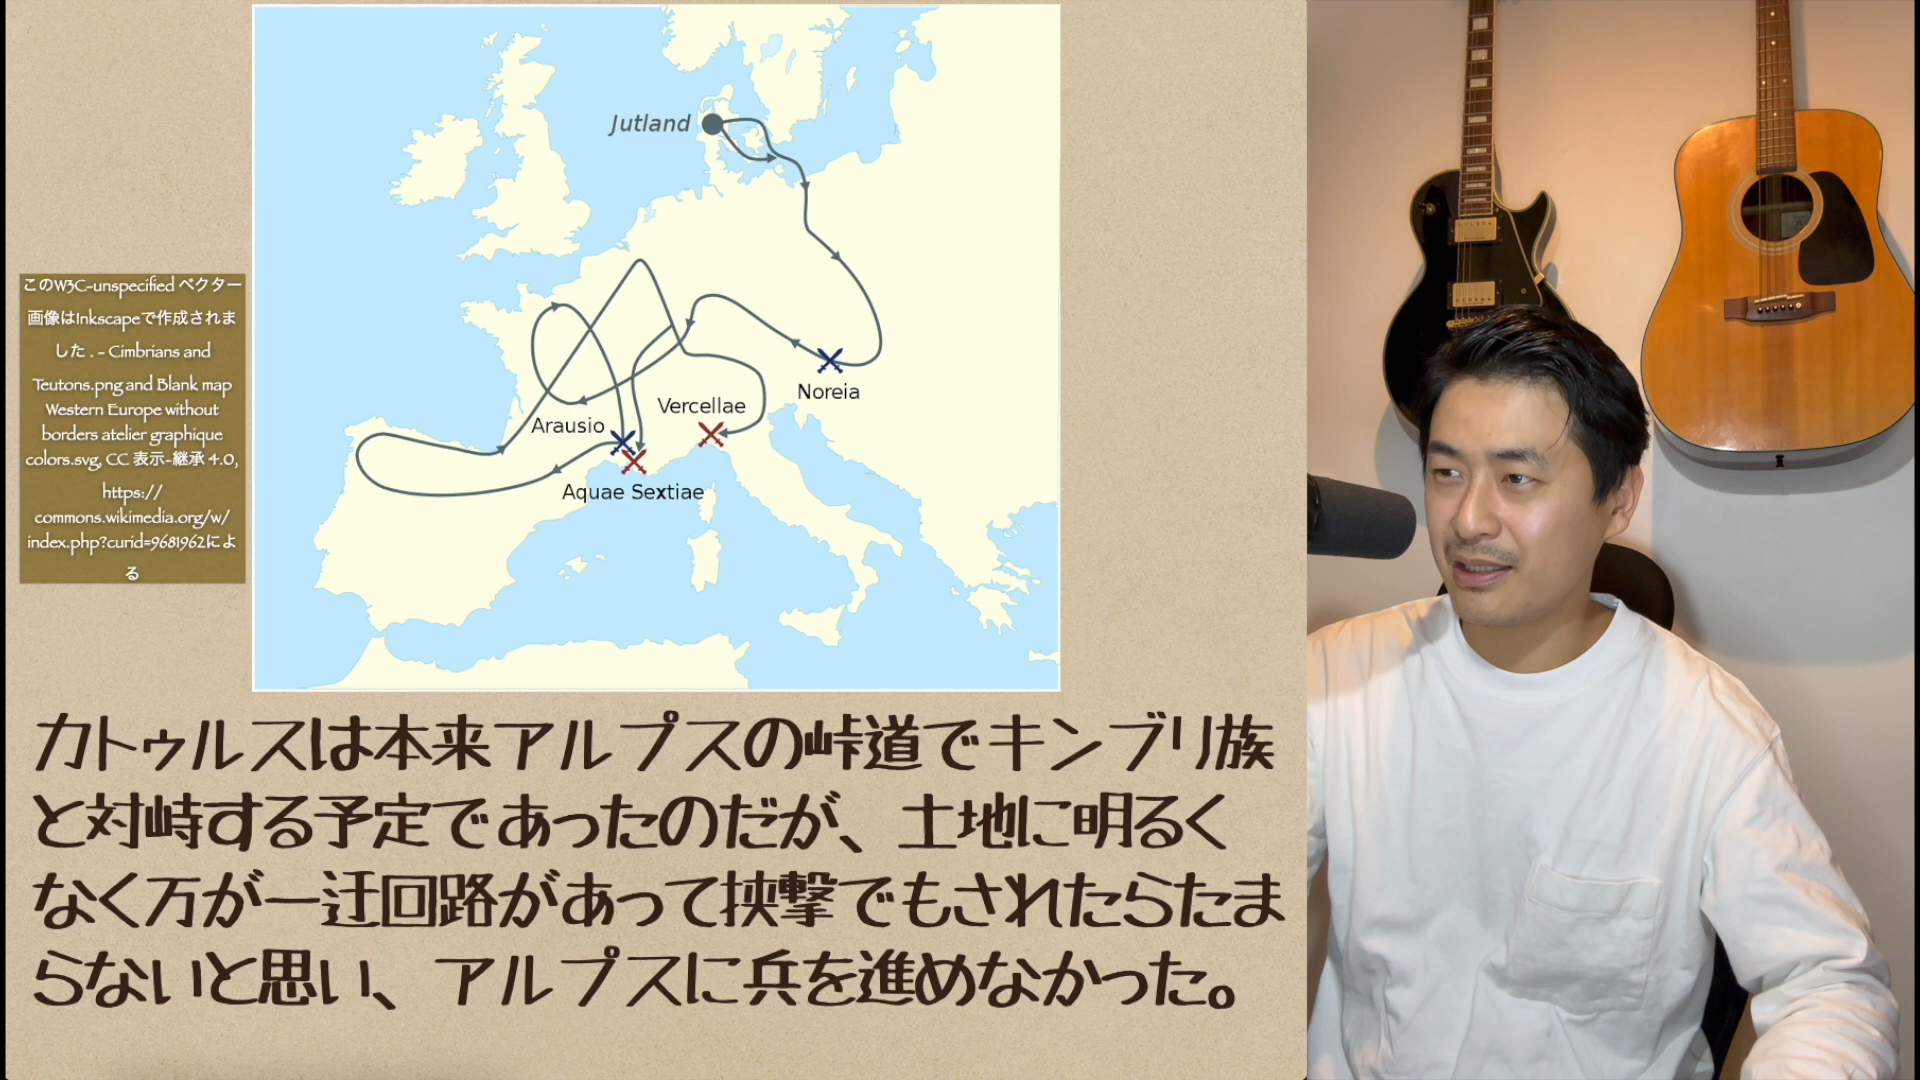 Jutland
Noreia
Vercellae
Arausio
Aquae Sextiae
このW3C-unspecified ベクター
画像はInkscapeで作成されま
した . - Cimbrians and
Teutons.png and Blank map
Western Europe without
borders atelier graphique
colors.svg, CC 表示-継承 4.0,
https://
commons.wikimedia.org/w/
index.php?curid=9681962によ
る
カトゥルスは本来アルプスの峠道でキンブリ族
と対峙する予定であったのだが、土地に明るく
なく万が一迂回路があって挟撃でもされたらたま
らないと思い、アルプスに兵を進めなかった。